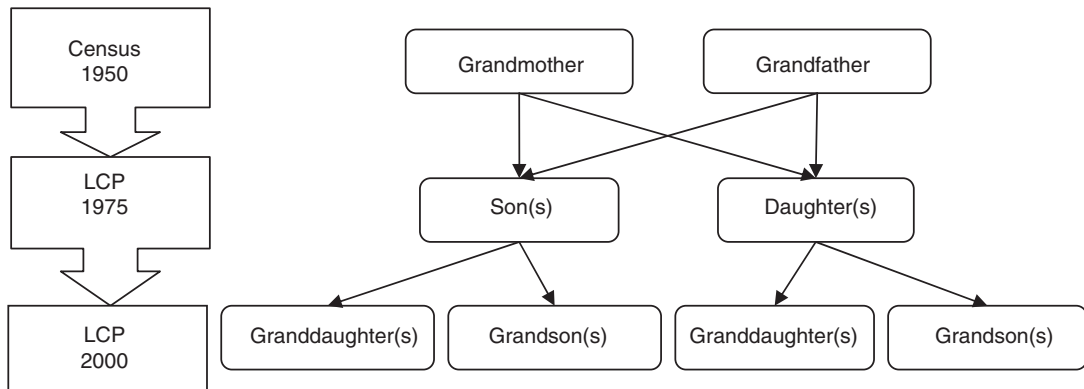 Census
1950
Grandmother
Grandfather
LCP
1975
Son(s)
Daughter(s)
LCP
2000
Granddaughter(s)
Grandson(s)
Granddaughter(s)
Grandson(s)